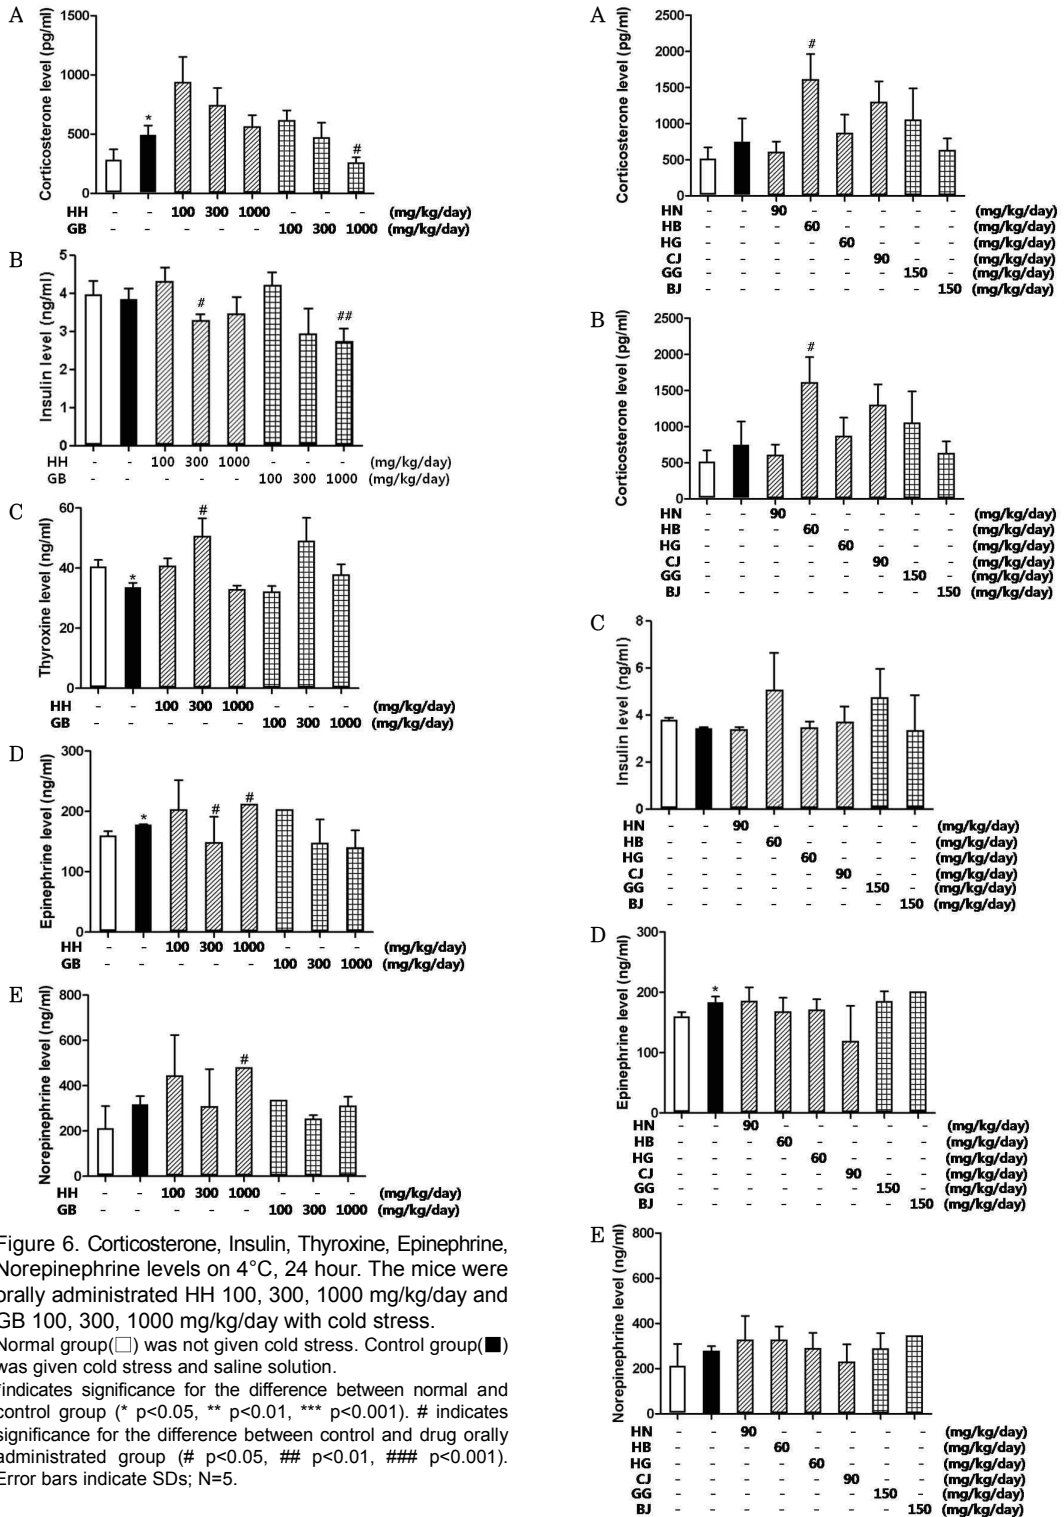 A
Corticosterone level (pg/ml)
1500
1000
500
0
*
#
HH - - 100 300 1000 - - - (mg/kg/day)
GB - - - - - 100 300 1000 (mg/kg/day)
B
Insulin level (ng/ml)
5
4
3
2
1
0
#
##
HH - - 100 300 1000 - - - (mg/kg/day)
GB - - - - - 100 300 1000 (mg/kg/day)
C
Thyroxine level (ng/ml)
60
40
20
0
*
#
HH - - 100 300 1000 - - - (mg/kg/day)
GB - - - - - 100 300 1000 (mg/kg/day)
D
Epinephrine level (ng/ml)
300
200
100
0
*
#
#
HH - - 100 300 1000 - - - (mg/kg/day)
GB - - - - - 100 300 1000 (mg/kg/day)
E
Norepinephrine level (ng/ml)
800
600
400
200
0
#
HH - - 100 300 1000 - - - (mg/kg/day)
GB - - - - - 100 300 1000 (mg/kg/day)
Figure 6. Corticosterone, Insulin, Thyroxine, Epinephrine,
Norepinephrine levels on 4°C, 24 hour. The mice were
orally administrated HH 100, 300, 1000 mg/kg/day and
GB 100, 300, 1000 mg/kg/day with cold stress.
Normal group(□) was not given cold stress. Control group(■)
was given cold stress and saline solution.
*indicates significance for the difference between normal and
control group (* p<0.05, ** p<0.01, *** p<0.001). # indicates
significance for the difference between control and drug orally
administrated group (# p<0.05, ## p<0.01, ### p<0.001).
Error bars indicate SDs; N=5.
A
Corticosterone level (pg/ml)
2500
2000
1500
1000
500
0
#
HN - - 90 - - - - - (mg/kg/day)
HB - - - 60 - - - - (mg/kg/day)
HG - - - - 60 - - - (mg/kg/day)
CJ - - - - - 90 - - (mg/kg/day)
GG - - - - - - 150 - (mg/kg/day)
BJ - - - - - - - 150 (mg/kg/day)
B
Corticosterone level (pg/ml)
2500
2000
1500
1000
500
0
#
HN - - 90 - - - - - (mg/kg/day)
HB - - - 60 - - - - (mg/kg/day)
HG - - - - 60 - - - (mg/kg/day)
CJ - - - - - 90 - - (mg/kg/day)
GG - - - - - - 150 - (mg/kg/day)
BJ - - - - - - - 150 (mg/kg/day)
C
Insulin level (ng/ml)
8
6
4
2
0
HN - - 90 - - - - - (mg/kg/day)
HB - - - 60 - - - - (mg/kg/day)
HG - - - - 60 - - - (mg/kg/day)
CJ - - - - - 90 - - (mg/kg/day)
GG - - - - - - 150 - (mg/kg/day)
BJ - - - - - - - 150 (mg/kg/day)
D
Epinephrine level (ng/ml)
300
200
100
0
*
HN - - 90 - - - - - (mg/kg/day)
HB - - - 60 - - - - (mg/kg/day)
HG - - - - 60 - - - (mg/kg/day)
CJ - - - - - 90 - - (mg/kg/day)
GG - - - - - - 150 - (mg/kg/day)
BJ - - - - - - - 150 (mg/kg/day)
E
Norepinephrine level (ng/ml)
800
600
400
200
0
HN - - 90 - - - - - (mg/kg/day)
HB - - - 60 - - - - (mg/kg/day)
HG - - - - 60 - - - (mg/kg/day)
CJ - - - - - 90 - - (mg/kg/day)
GG - - - - - - 150 - (mg/kg/day)
BJ - - - - - - - 150 (mg/kg/day)